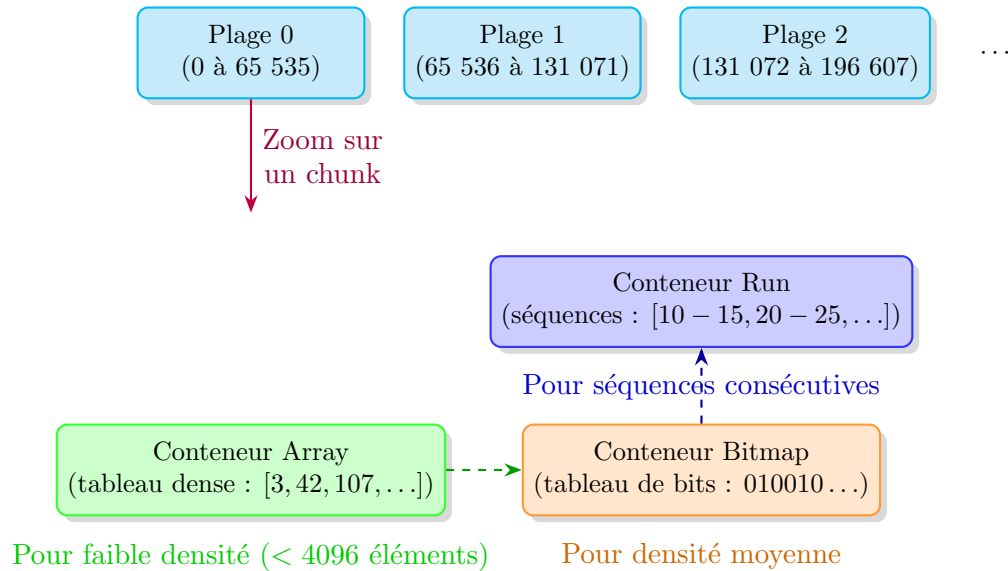 Plage 0
(0 à 65 535)
Plage 1
(65 536 à 131 071)
Plage 2
(131 072 à 196 607)
…
Zoom sur
un chunk
Conteneur Run
(séquences : [10 − 15, 20 − 25, …])
Pour séquences consécutives
Conteneur Array
(tableau dense : [3, 42, 107, …])
Conteneur Bitmap
(tableau de bits : 010010…)
Pour faible densité (< 4096 éléments)
Pour densité moyenne